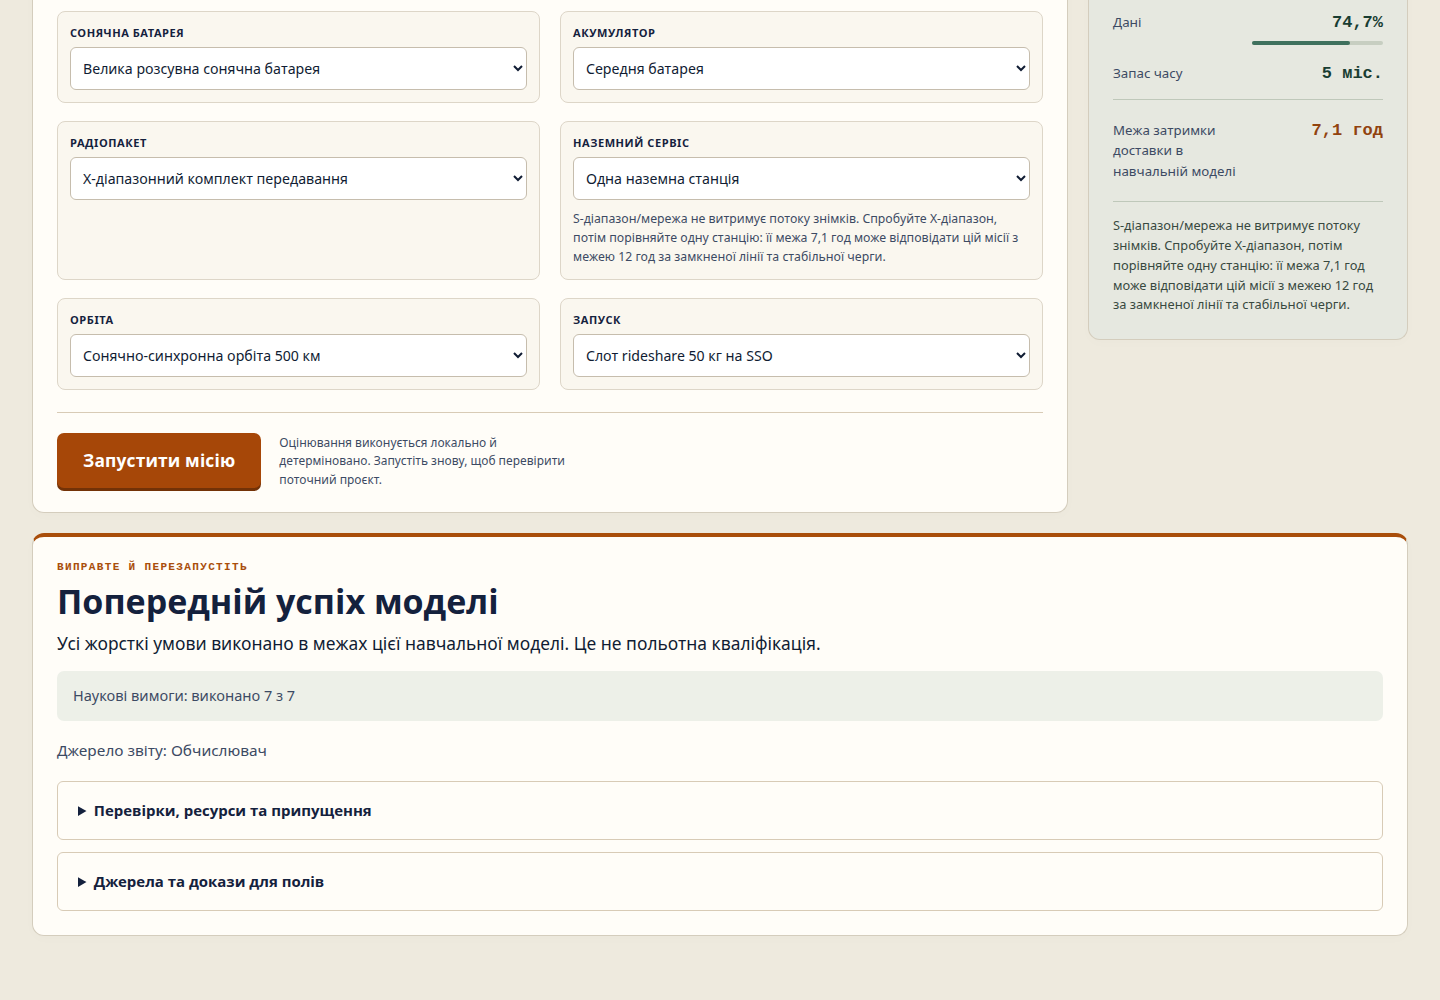 СОНЯЧНА БАТАРЕЯ
Велика розсувна сонячна батарея
АКУМУЛЯТОР
Середня батарея
РАДІОПАКЕТ
X-діапазонний комплект передавання
НАЗЕМНИЙ СЕРВІС
Одна наземна станція
S-діапазон/мережа не витримує потоку знімків. Спробуйте X-діапазон,
потім порівняйте одну станцію: її межа 7,1 год може відповідати цій місії з
межею 12 год за замкненої лінії та стабільної черги.
ОРБІТА
Сонячно-синхронна орбіта 500 км
ЗАПУСК
Слот rideshare 50 кг на SSO
Запустити місію
Оцінювання виконується локально й
детерміновано. Запустіть знову, щоб перевірити
поточний проєкт.
Дані
74,7%
Запас часу
5 міс.
Межа затримки
доставки в
навчальній моделі
7,1 год
S-діапазон/мережа не витримує потоку
знімків. Спробуйте X-діапазон, потім
порівняйте одну станцію: її межа 7,1 год
може відповідати цій місії з межею 12 год
за замкненої лінії та стабільної черги.
ВИПРАВТЕ Й ПЕРЕЗАПУСТІТЬ
Попередній успіх моделі
Усі жорсткі умови виконано в межах цієї навчальної моделі. Це не польотна кваліфікація.
Наукові вимоги: виконано 7 з 7
Джерело звіту: Обчислювач
Перевірки, ресурси та припущення
Джерела та докази для полів